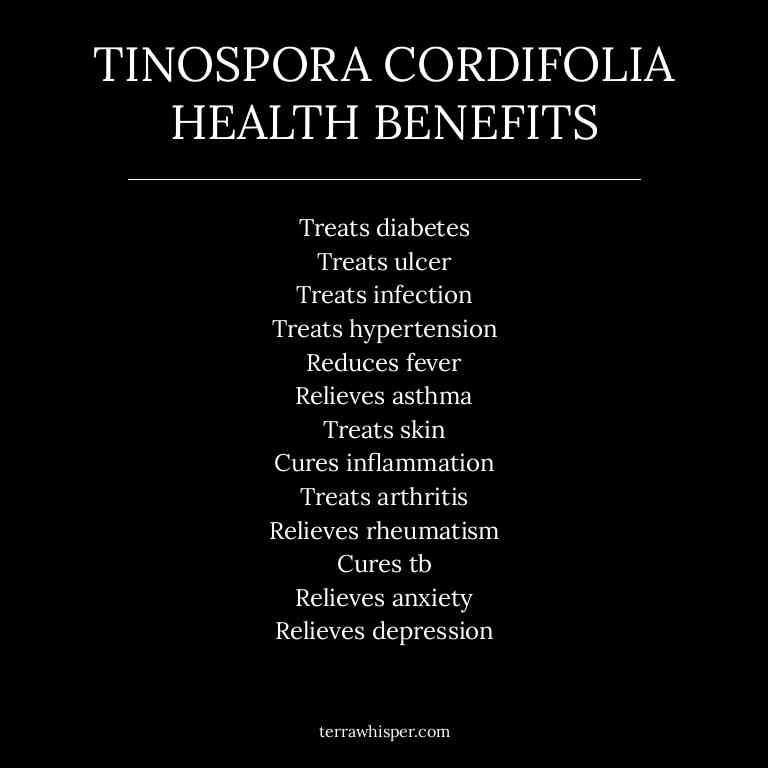 TINOSPORA CORDIFOLIA
HEALTH BENEFITS
Treats diabetes
Treats ulcer
Treats infection
Treats hypertension
Reduces fever
Relieves asthma
Treats skin
Cures inflammation
Treats arthritis
Relieves rheumatism
Cures tb
Relieves anxiety
Relieves depression
terrawhisper.com